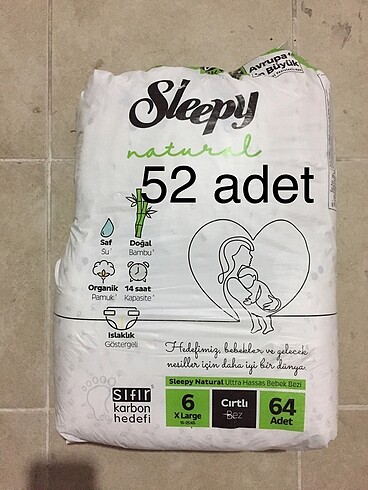 Avrupa'
En
Büyük
Sleepy
natural
52 adet
Saf
Su
Doğal
Bambu
Organik
Pamuk
14 saat
Kapasite
Islaklık
Göstergeli
Hedefimiz, bebekler ve gelecek
nesiller için daha iyi bir dünya
Sleepy Natural Ultra Hassas Bebek Bezi
sıfır
karbon
hedefi
6
X Large
Cırtlı
Bez
64
Adet